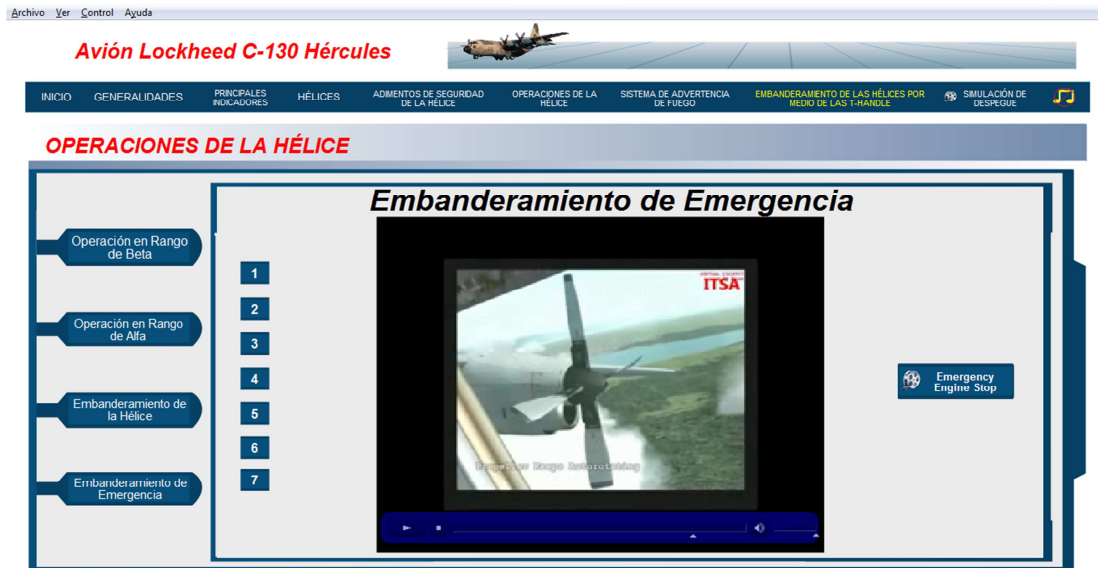 Archivo Ver Control Ayuda
Avión Lockheed C-130 Hércules
INICIO
GENERALIDADES
PRINCIPALES
INDICADORES
HÉLICES
ADIMENTOS DE SEGURIDAD
DE LA HÉLICE
OPERACIONES DE LA
HÉLICE
SISTEMA DE ADVERTENCIA
DE FUEGO
EMBANDERAMIENTO DE LAS HÉLICES POR
MEDIO DE LAS T-HANDLE
SIMULACIÓN DE
DESPEGUE
OPERACIONES DE LA HÉLICE
Embanderamiento de Emergencia
Operación en Rango
de Beta
Operación en Rango
de Alfa
Embanderamiento de
la Hélice
Embanderamiento de
Emergencia
1
2
3
4
5
6
7
ITSA
Autorotating
Emergency
Engine Stop